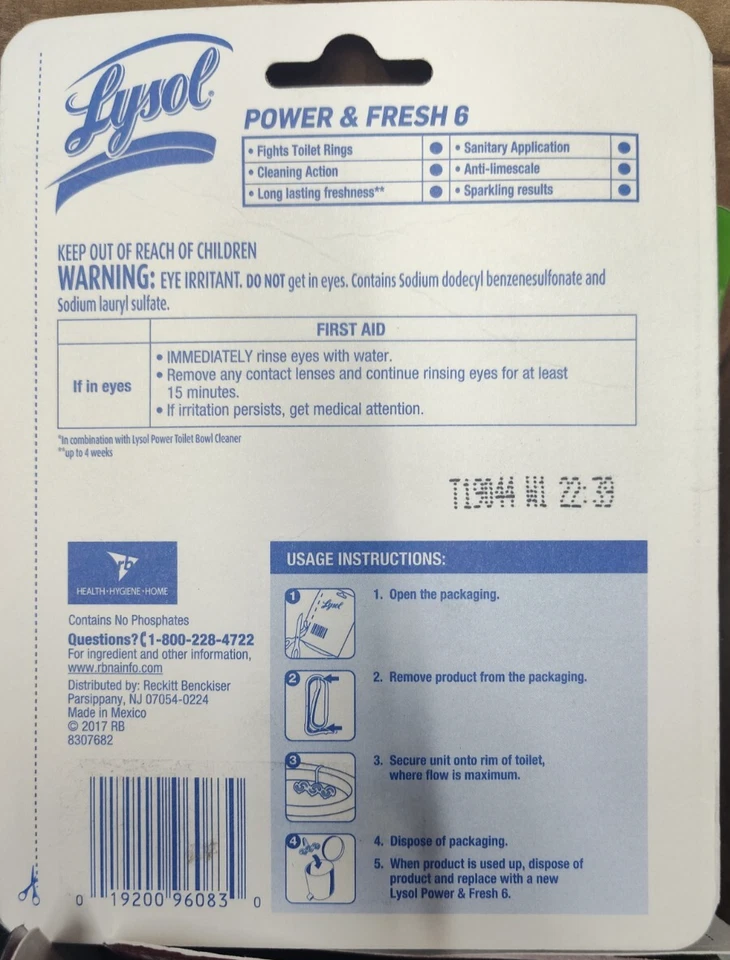 Lysol
POWER & FRESH 6
• Fights Toilet Rings • Sanitary Application
• Cleaning Action • Anti-limescale
• Long lasting freshness** • Sparkling results
KEEP OUT OF REACH OF CHILDREN
WARNING: EYE IRRITANT. DO NOT get in eyes. Contains Sodium dodecyl benzenesulfonate and
Sodium lauryl sulfate.
FIRST AID
If in eyes
• IMMEDIATELY rinse eyes with water.
• Remove any contact lenses and continue rinsing eyes for at least
15 minutes.
• If irritation persists, get medical attention.
*In combination with Lysol Power Toilet Bowl Cleaner
**up to 4 weeks
T19044 W1 22:39
rb
HEALTH•HYGIENE•HOME
Contains No Phosphates
Questions? 1-800-228-4722
For ingredient and other information,
www.rbnainfo.com
Distributed by: Reckitt Benckiser
Parsippany, NJ 07054-0224
Made in Mexico
© 2017 RB
8307682
0 19200 96083 0
USAGE INSTRUCTIONS:
1
Lysol
1. Open the packaging.
2
2. Remove product from the packaging.
3
3. Secure unit onto rim of toilet,
where flow is maximum.
4
4. Dispose of packaging.
5. When product is used up, dispose of
product and replace with a new
Lysol Power & Fresh 6.